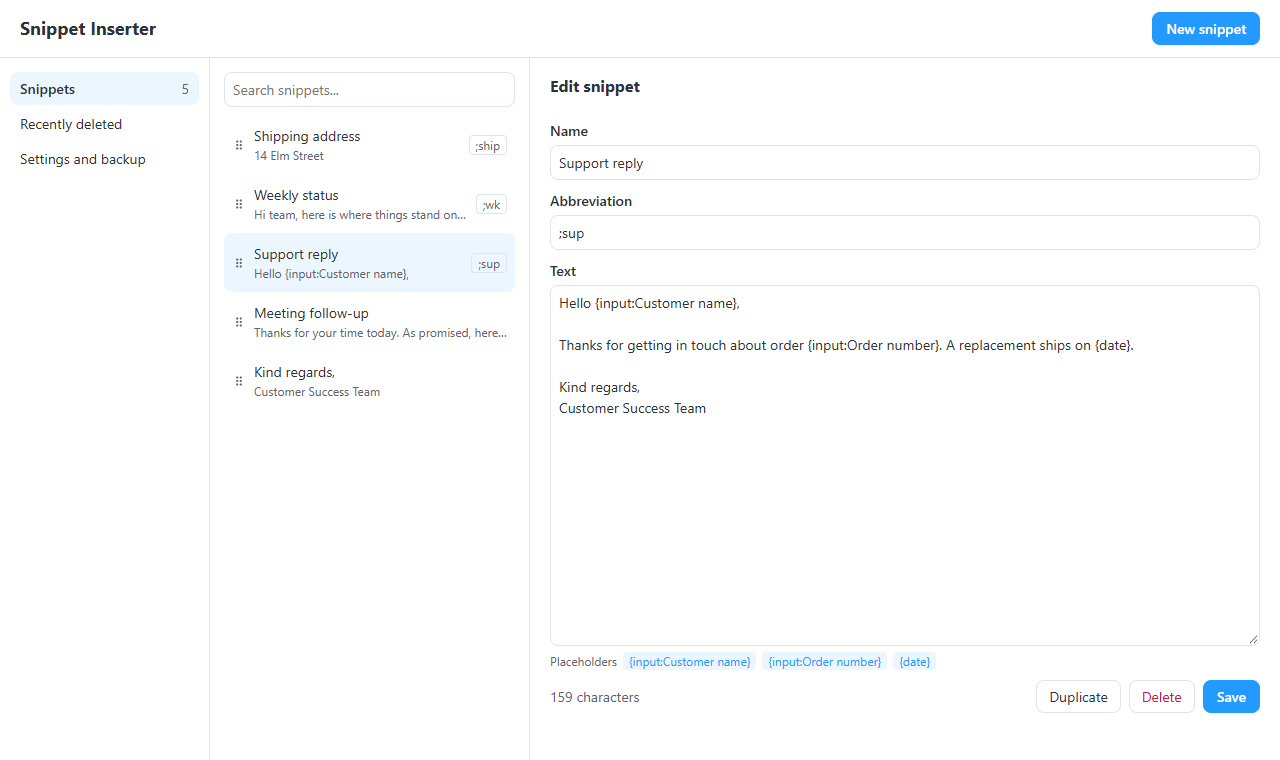 Snippet Inserter
New snippet
Snippets 5
Recently deleted
Settings and backup
Search snippets...
Shipping address
14 Elm Street
;ship
Weekly status
Hi team, here is where things stand on...
;wk
Support reply
Hello {input:Customer name},
;sup
Meeting follow-up
Thanks for your time today. As promised, here...
Kind regards,
Customer Success Team
Edit snippet
Name
Support reply
Abbreviation
;sup
Text
Hello {input:Customer name},
Thanks for getting in touch about order {input:Order number}. A replacement ships on {date}.
Kind regards,
Customer Success Team
Placeholders {input:Customer name} {input:Order number} {date}
159 characters
Duplicate
Delete
Save